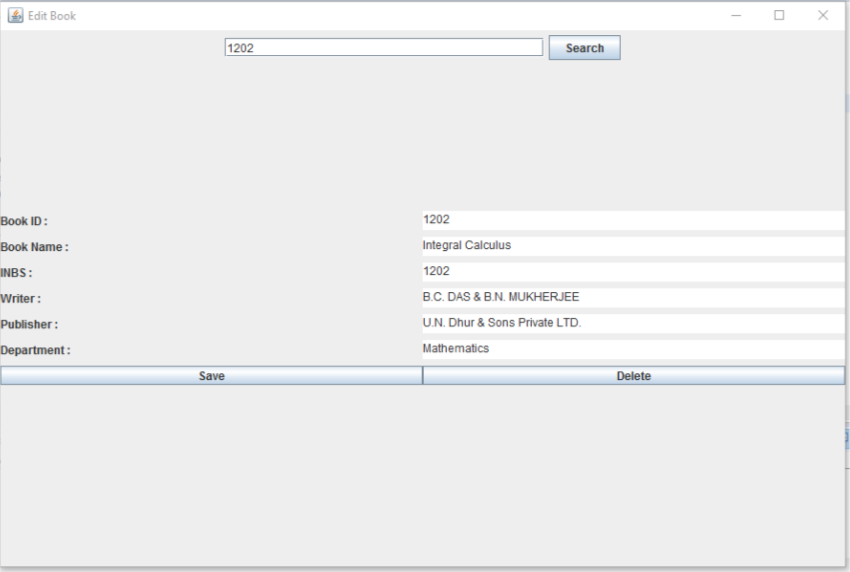 Edit Book
1202 Search
Book ID : 1202
Book Name : Integral Calculus
INBS : 1202
Writer : B.C. DAS & B.N. MUKHERJEE
Publisher : U.N. Dhur & Sons Private LTD.
Department : Mathematics
Save Delete